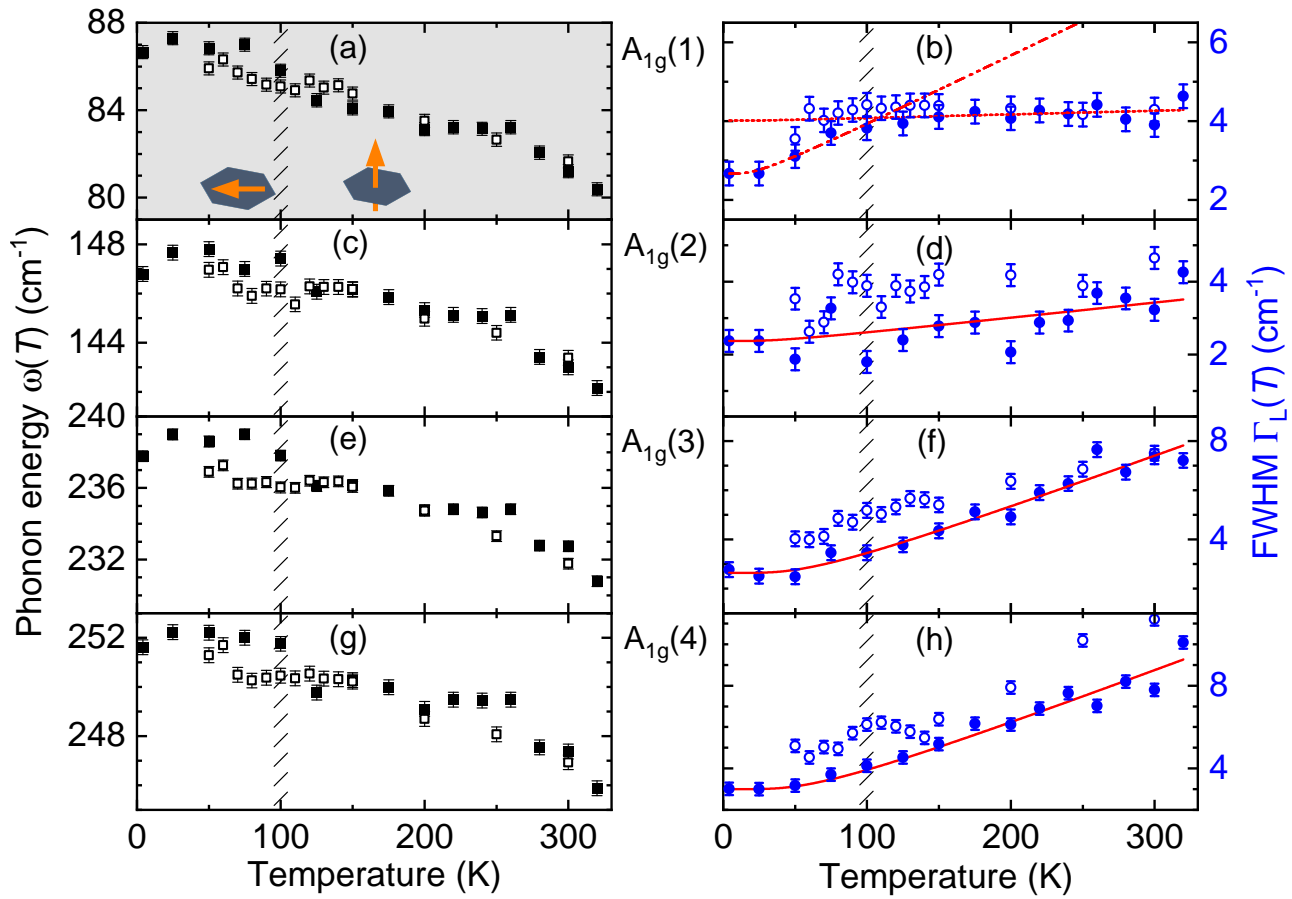 Phonon energy ω(T) (cm⁻¹)
88
84
80
(a)
A₁g(1)
(b)
6
4
2
148
144
240
(c)
A₁g(2)
(d)
4
2
236
232
(e)
A₁g(3)
(f)
8
4
252
248
(g)
A₁g(4)
(h)
8
4
FWHM Γ_L(T) (cm⁻¹)
0 100 200 300
0 100 200 300
Temperature (K)
Temperature (K)